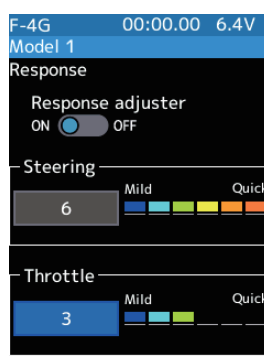 F-4G 00:00.00 6.4V
Model 1
Response
Response adjuster
ON OFF
Steering
Mild Quick
6
Throttle
Mild Quick
3